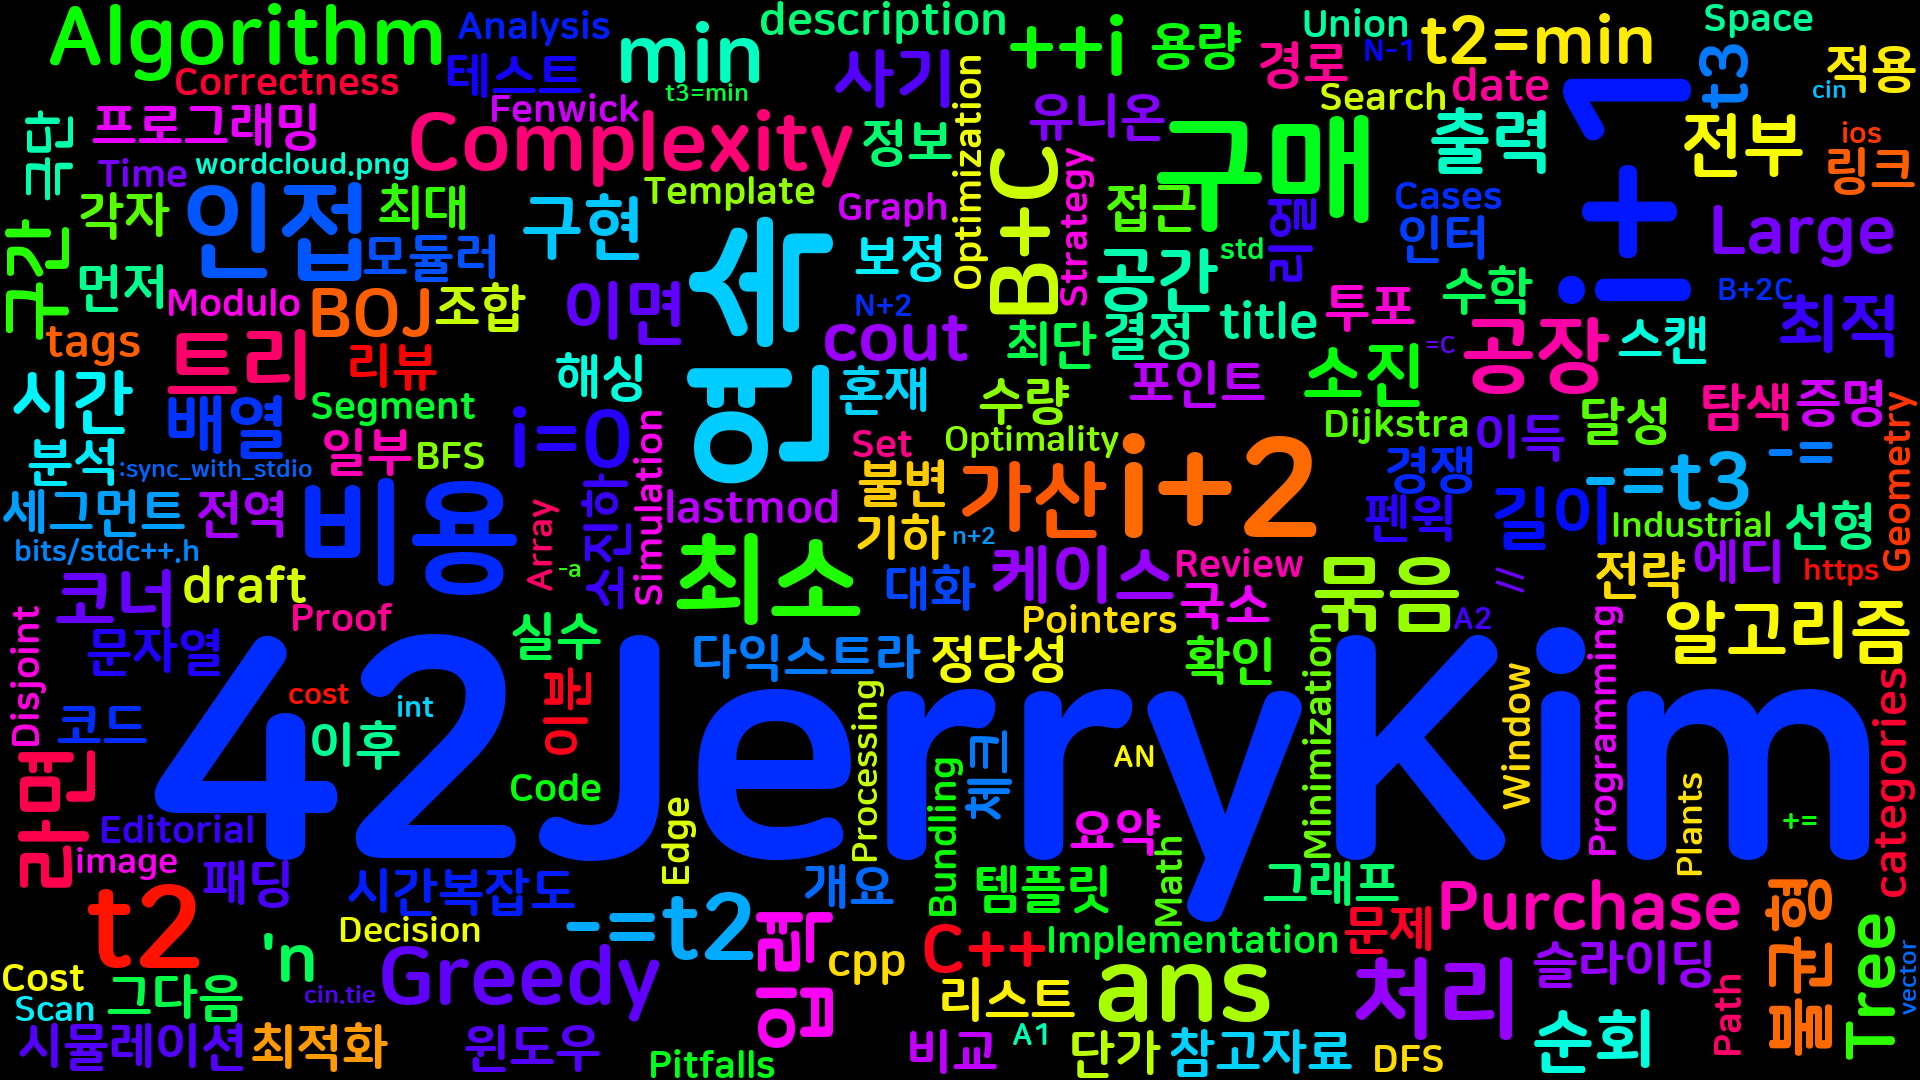 Algorithm
Analysis
description
min
++i
용량
Union
t2=min
Space
Correctness
테스트
t3=min
사기
경로
N-1
t3
적용
cin
Search
date
극단
프로그래밍
Fenwick
Complexity
정보
Optimization
유니온
구매
출력
전부
ios
링크
Time
wordcloud.png
Template
Graph
B+C
Strategy
접근
Cases
인터
i+1
Large
각자
인접
최대
구현
싸
보정
std
공간
수학
B+2C
최적
구간
먼저
모듈러
Modulo
BOJ
조합
이면
N+2
cout
최단
결정
title
투포
=C
공장
스캔
tags
트리
리뷰
해싱
진
혼재
수량
포인트
소진
시간
배열
Segment
i=0
Simulation
Set
Optimality
Dijkstra
이득
달성
탐색
증명
Geometry
분석
:sync_with_stdio
일부
BFS
불변
가산
i+2
경쟁
-=t3
-=
세그먼트
전역
비용
Array
lastmod
기하
n+2
펜윅
길이
Industrial
선형
bits/stdc++.h
-a
최소
대화
케이스
Review
//
전략
에디
https
코너
draft
국소
묶음
Proof
실수
Pointers
A2
알고리즘
Disjoint
문자열
다익스트라
정당성
확인
Minimization
42JerryKim
Window
Programming
categories
코드
cost
int
이후
Processing
체크
AN
라면
Code
Edge
Bundling
요약
Math
Plants
+=
Editorial
image
패딩
시간복잡도
개요
템플릿
그래프
t2
Decision
-=t2
Purchase
문제
불균형
Tree
Cost
'n
Greedy
cpp
C++
Implementation
슬라이딩
vector
Scan
그다음
cin.tie
리스트
ans
처리
Path
시뮬레이션
최적화
윈도우
Pitfalls
비교
A1
단가
참고자료
DFS
순회